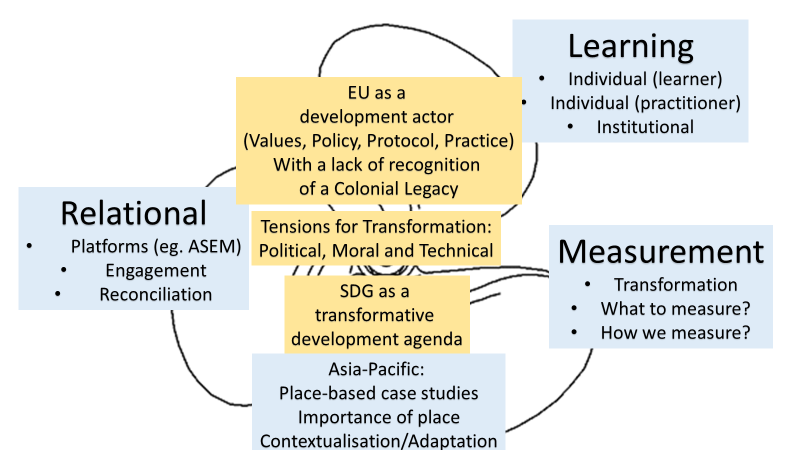 Learning
• Individual (learner)
• Individual (practitioner)
• Institutional
EU as a
development actor
(Values, Policy, Protocol, Practice)
With a lack of recognition
of a Colonial Legacy
Relational
• Platforms (eg. ASEM)
• Engagement
• Reconciliation
Tensions for Transformation:
Political, Moral and Technical
Measurement
• Transformation
• What to measure?
• How we measure?
SDG as a
transformative
development agenda
Asia-Pacific:
Place-based case studies
Importance of place
Contextualisation/Adaptation